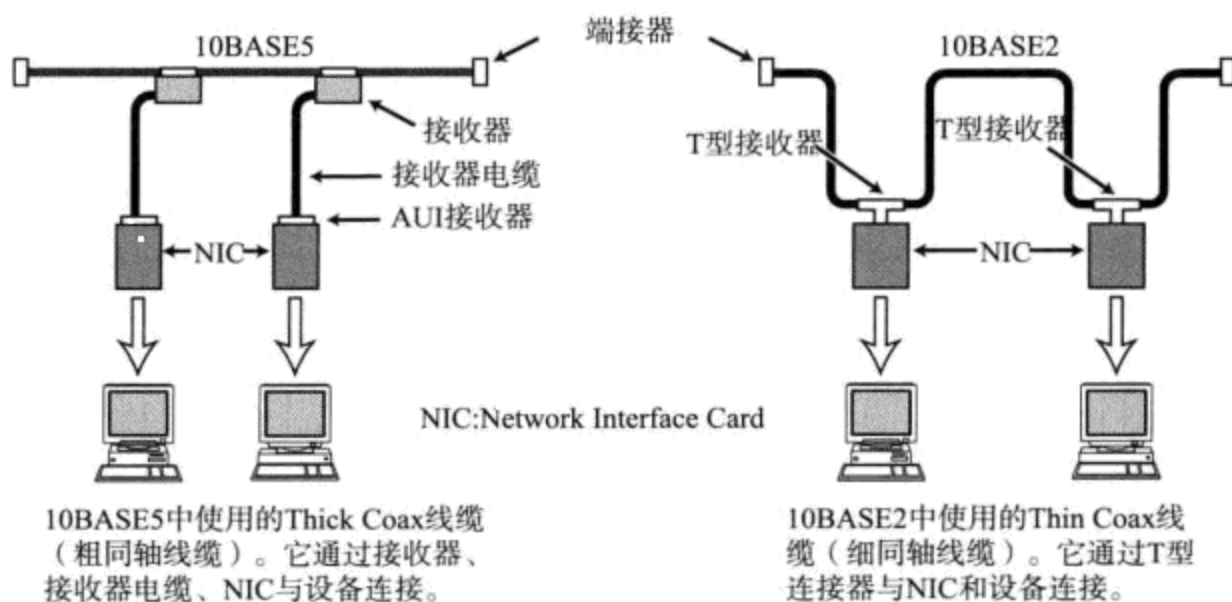 10BASE5
端接器
10BASE2
接收器
接收器电缆
AUI接收器
NIC
T型接收器
T型接收器
NIC
NIC:Network Interface Card
10BASE5中使用的Thick Coax线缆
（粗同轴线缆）。它通过接收器、
接收器电缆、NIC与设备连接。
10BASE2中使用的Thin Coax线
缆（细同轴线缆）。它通过T型
连接器与NIC和设备连接。